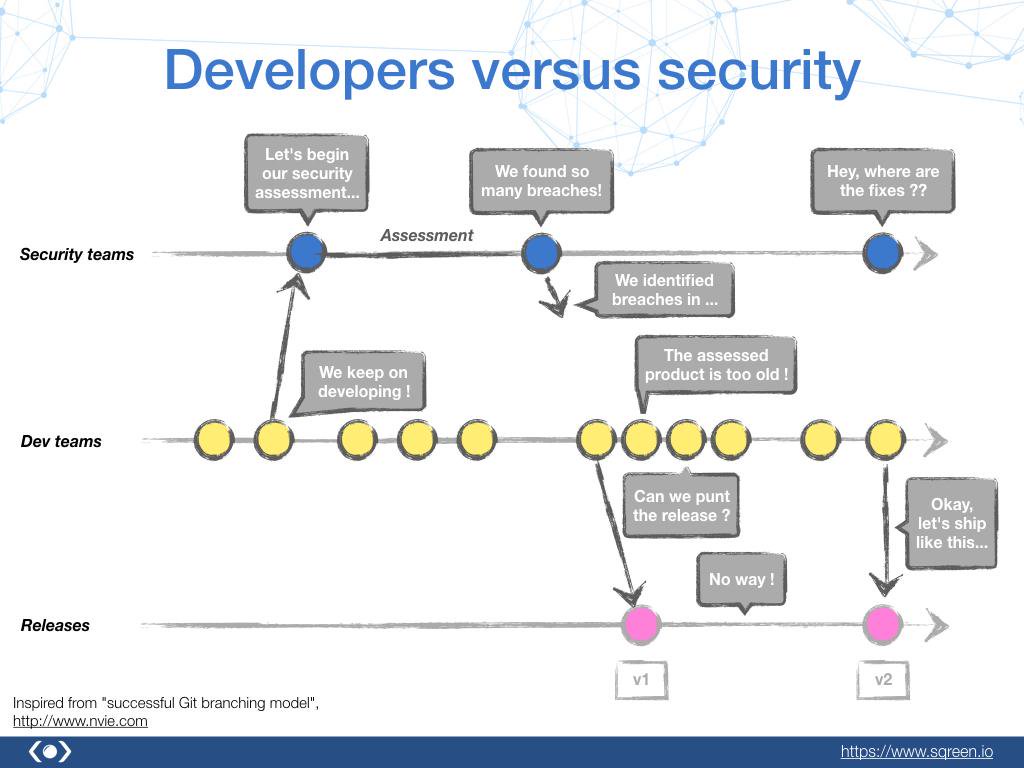 Developers versus security
Let's begin
our security
assessment...
We found so
many breaches!
Hey, where are
the fixes ??
Assessment
Security teams
We identified
breaches in ...
The assessed
product is too old !
We keep on
developing !
Dev teams
Can we punt
the release ?
Okay,
let's ship
like this...
No way !
Releases
v1
v2
Inspired from "successful Git branching model",
http://www.nvie.com
https://www.sqreen.io